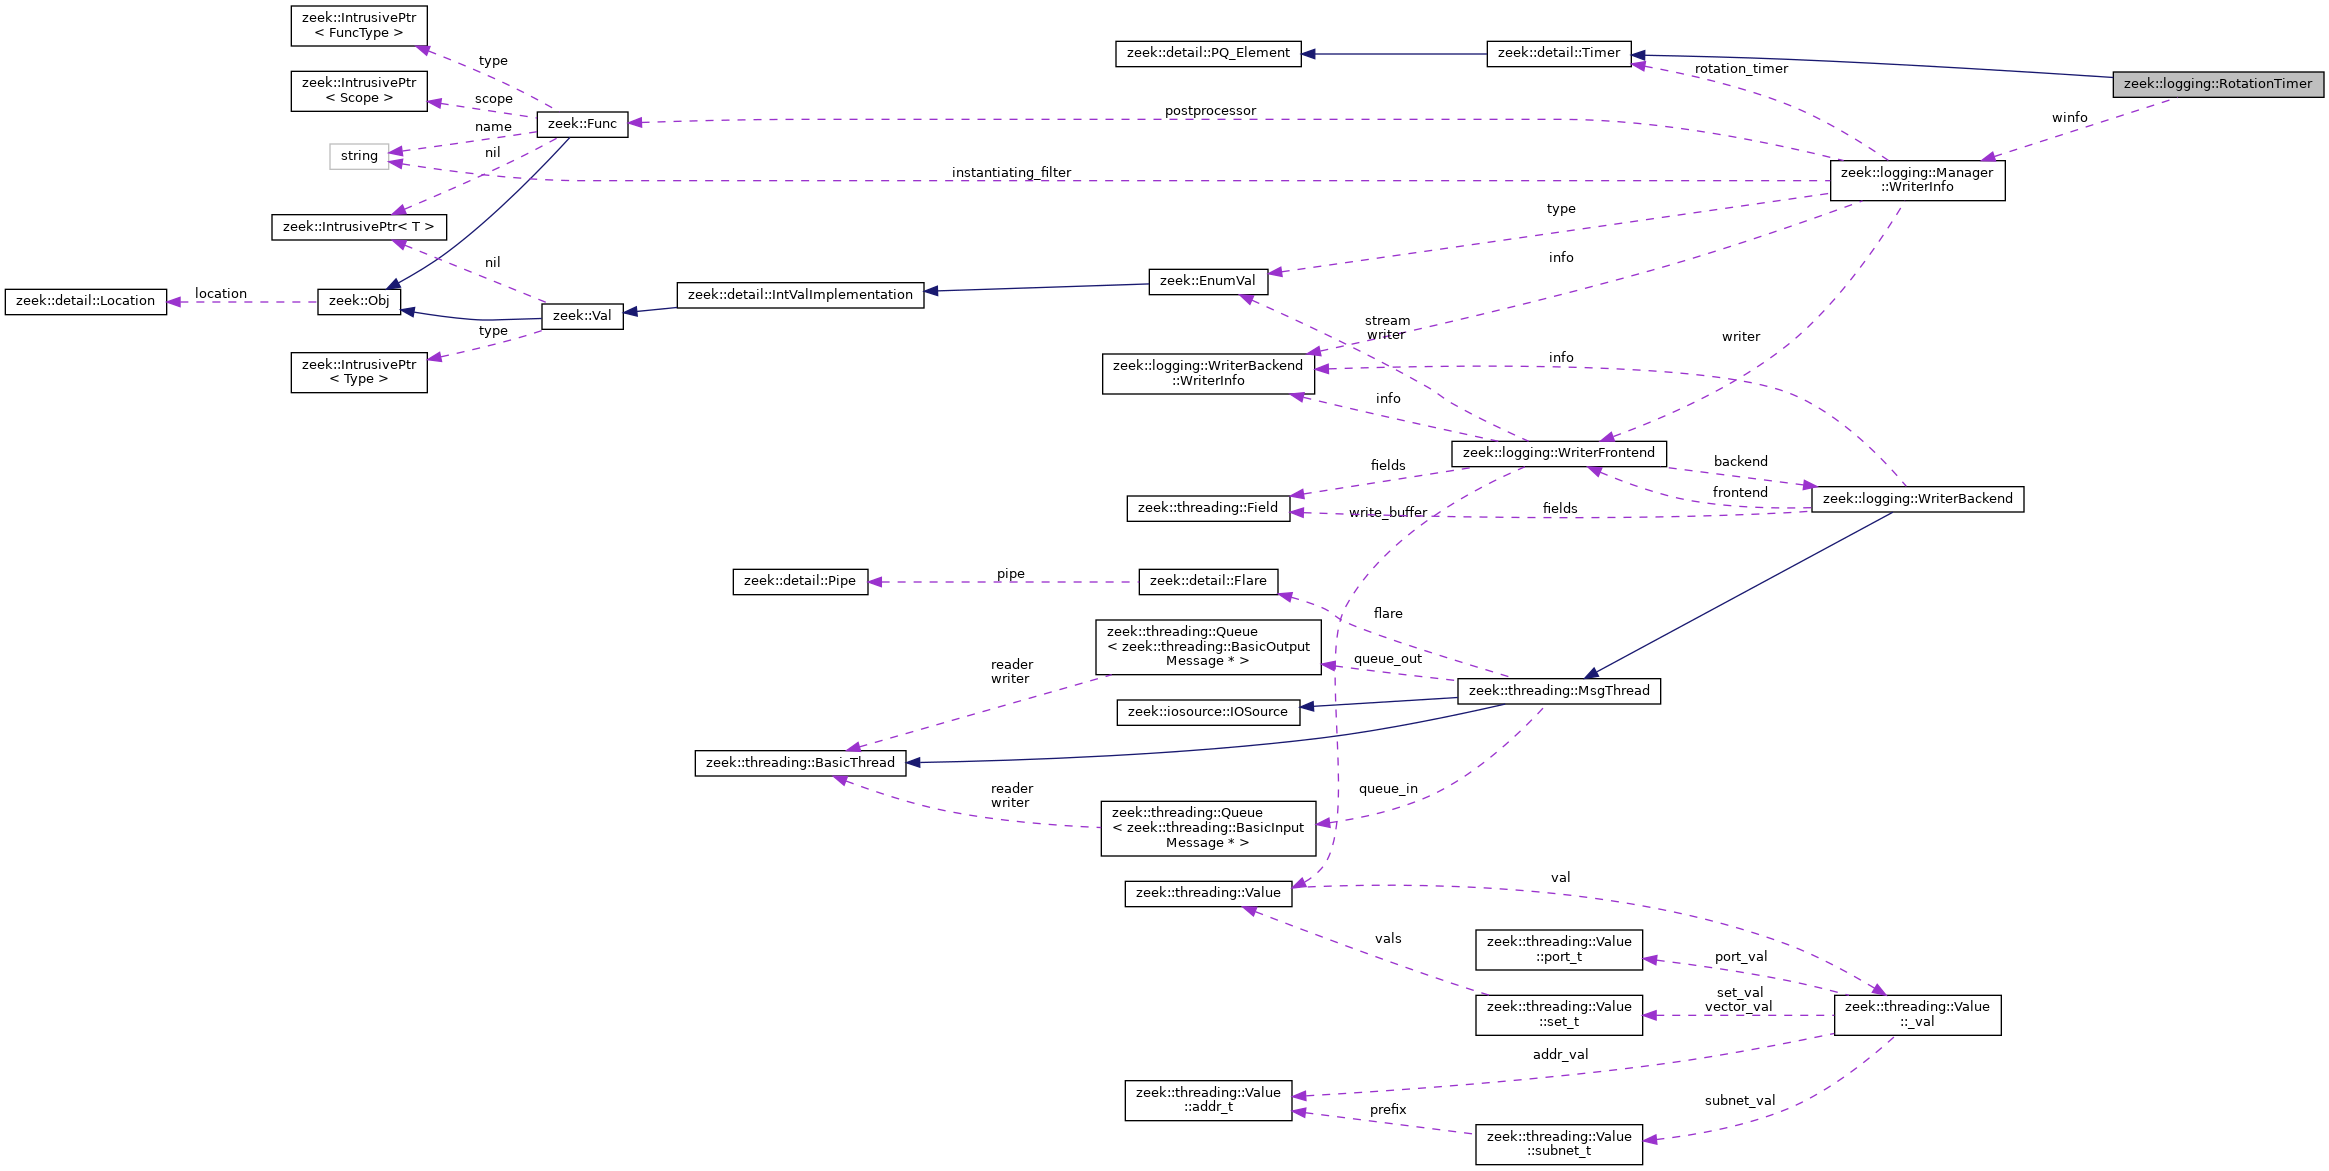 zeek::IntrusivePtr
< FuncType >
type
zeek::IntrusivePtr
< Scope >
scope
name
string
nil
zeek::Func
zeek::IntrusivePtr< T >
nil
zeek::detail::Location
location
zeek::Obj
zeek::Val
type
zeek::IntrusivePtr
< Type >
zeek::detail::IntValImplementation
zeek::detail::PQ_Element
zeek::detail::Timer
rotation_timer
zeek::logging::RotationTimer
winfo
postprocessor
instantiating_filter
zeek::logging::Manager
::WriterInfo
type
info
zeek::EnumVal
stream
writer
writer
zeek::logging::WriterBackend
::WriterInfo
info
info
zeek::logging::WriterFrontend
backend
frontend
zeek::logging::WriterBackend
fields
fields
zeek::threading::Field
write_buffer
zeek::detail::Pipe
pipe
zeek::detail::Flare
flare
zeek::threading::Queue
< zeek::threading::BasicOutput
Message * >
queue_out
reader
writer
zeek::threading::MsgThread
zeek::iosource::IOSource
zeek::threading::BasicThread
reader
writer
queue_in
zeek::threading::Queue
< zeek::threading::BasicInput
Message * >
zeek::threading::Value
val
vals
zeek::threading::Value
::port_t
port_val
zeek::threading::Value
::set_t
set_val
vector_val
zeek::threading::Value
::_val
addr_val
zeek::threading::Value
::addr_t
prefix
subnet_val
zeek::threading::Value
::subnet_t